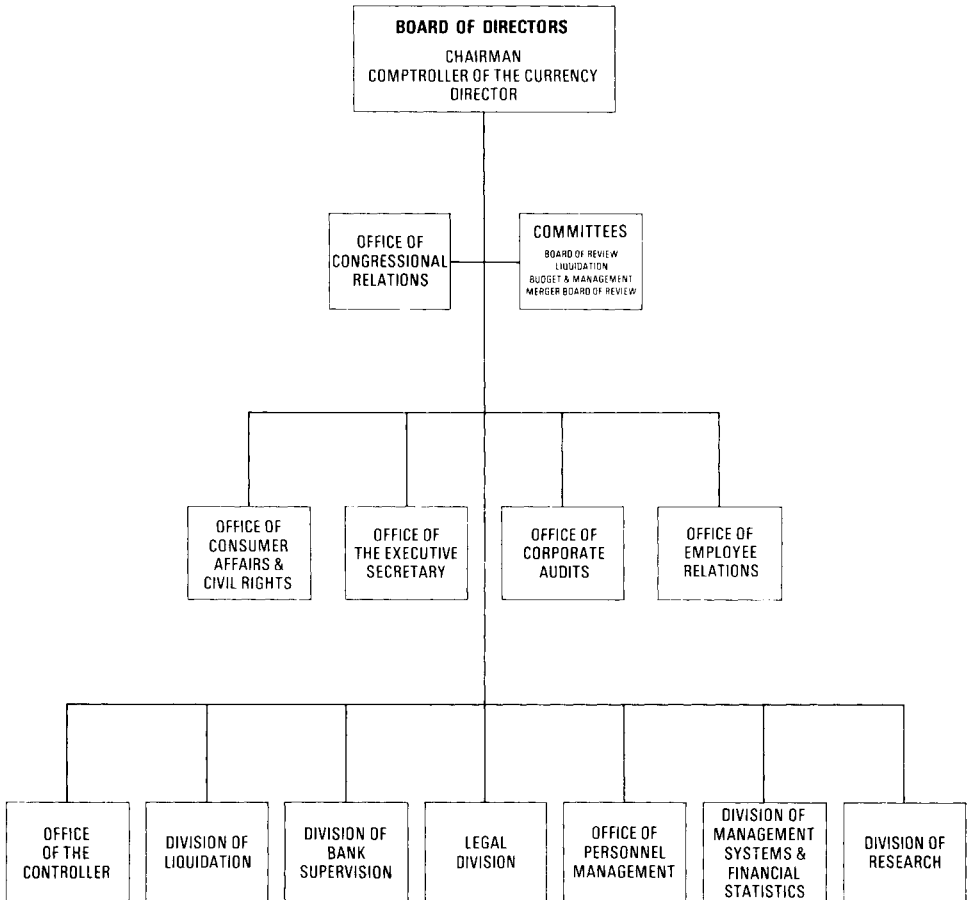 BOARD OF DIRECTORS
CHAIRMAN
COMPTROLLER OF THE CURRENCY
DIRECTOR
OFFICE OF
CONGRESSIONAL
RELATIONS
COMMITTEES
BOARD OF REVIEW
LIQUIDATION
BUDGET & MANAGEMENT
MERGER BOARD OF REVIEW
OFFICE OF
CONSUMER
AFFAIRS &
CIVIL RIGHTS
OFFICE OF
THE EXECUTIVE
SECRETARY
OFFICE OF
CORPORATE
AUDITS
OFFICE OF
EMPLOYEE
RELATIONS
OFFICE
OF THE
CONTROLLER
DIVISION OF
LIQUIDATION
DIVISION OF
BANK
SUPERVISION
LEGAL
DIVISION
OFFICE OF
PERSONNEL
MANAGEMENT
DIVISION OF
MANAGEMENT
SYSTEMS &
FINANCIAL
STATISTICS
DIVISION OF
RESEARCH